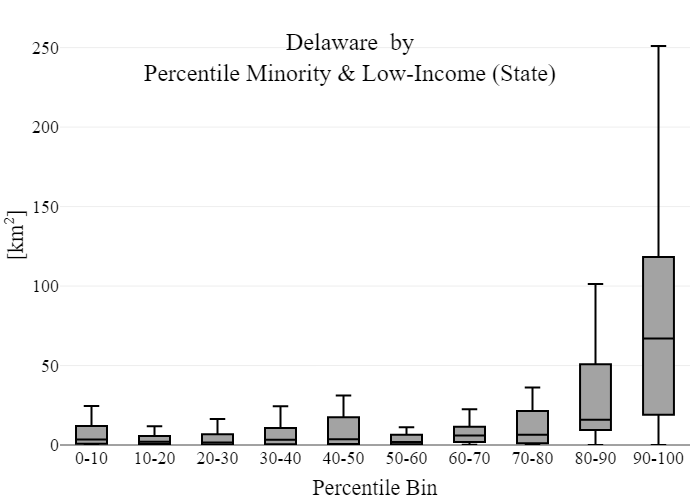 Delaware by
Percentile Minority & Low-Income (State)
250
200
150
100
50
0
[km²]
0-10 10-20 20-30 30-40 40-50 50-60 60-70 70-80 80-90 90-100
Percentile Bin